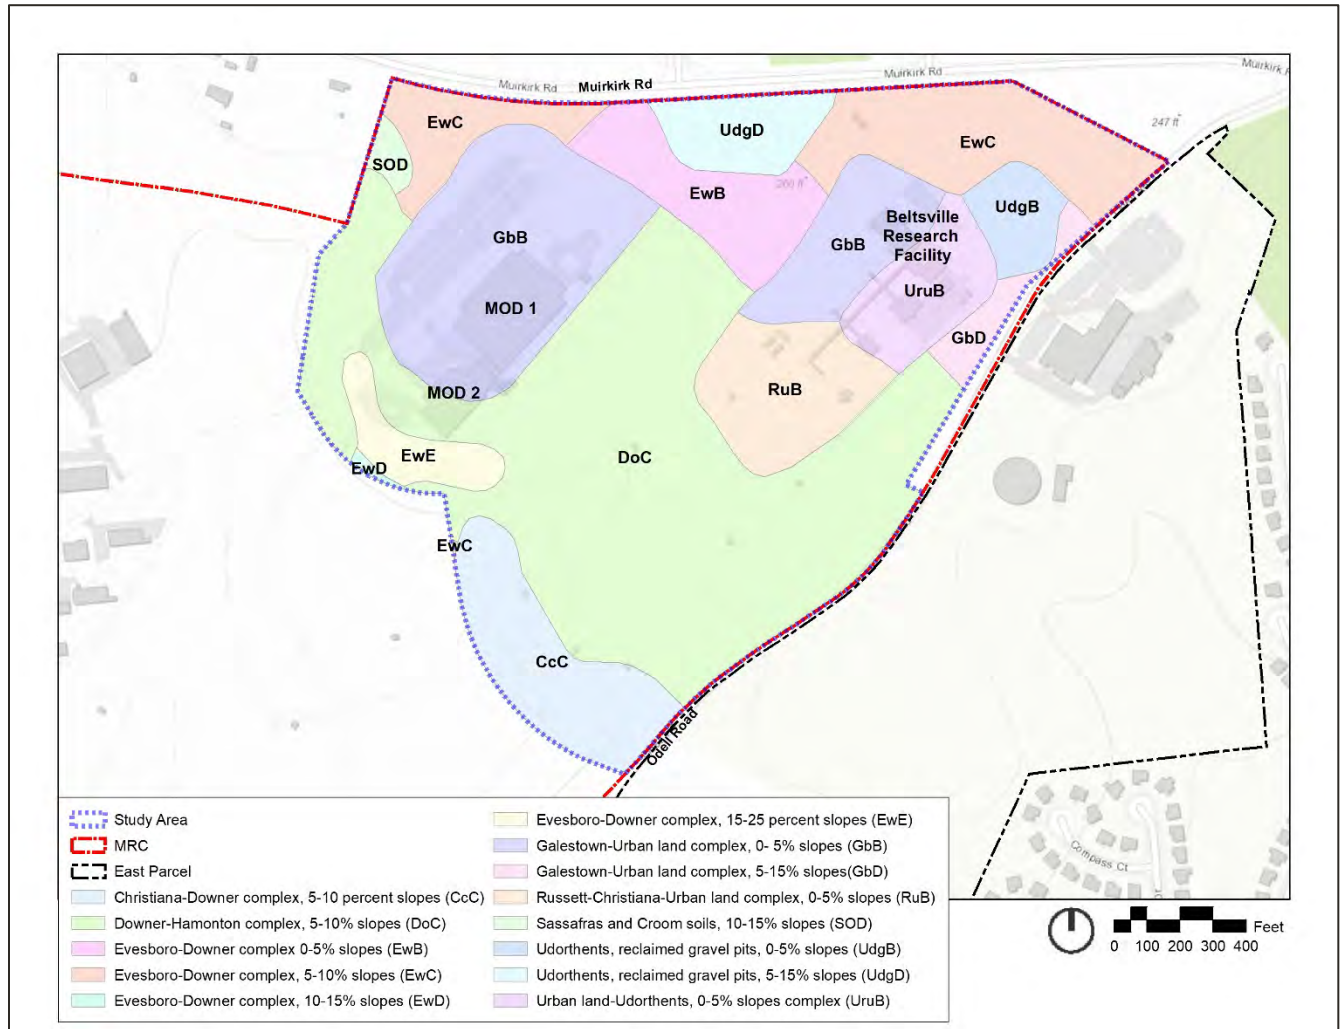 Muirkirk Rd
Muirkirk Rd
Muirkirk Rd
247 ft
EwC
UdgD
EwC
SOD
EwB
UdgB
GbB
Beltsville
Research
Facility
GbB
UruB
MOD 1
GbD
MOD 2
RuB
EwE
DoC
EwD
EwC
CcC
Odell Road
Compass Ct
Study Area
MRC
East Parcel
Christiana-Downer complex, 5-10 percent slopes (CcC)
Downer-Hamonton complex, 5-10% slopes (DoC)
Evesboro-Downer complex 0-5% slopes (EwB)
Evesboro-Downer complex, 5-10% slopes (EwC)
Evesboro-Downer complex, 10-15% slopes (EwD)
Evesboro-Downer complex, 15-25 percent slopes (EwE)
Galestown-Urban land complex, 0- 5% slopes (GbB)
Galestown-Urban land complex, 5-15% slopes(GbD)
Russett-Christiana-Urban land complex, 0-5% slopes (RuB)
Sassafras and Croom soils, 10-15% slopes (SOD)
Udorthents, reclaimed gravel pits, 0-5% slopes (UdgB)
Udorthents, reclaimed gravel pits, 5-15% slopes (UdgD)
Urban land-Udorthents, 0-5% slopes complex (UruB)
Feet
0 100 200 300 400